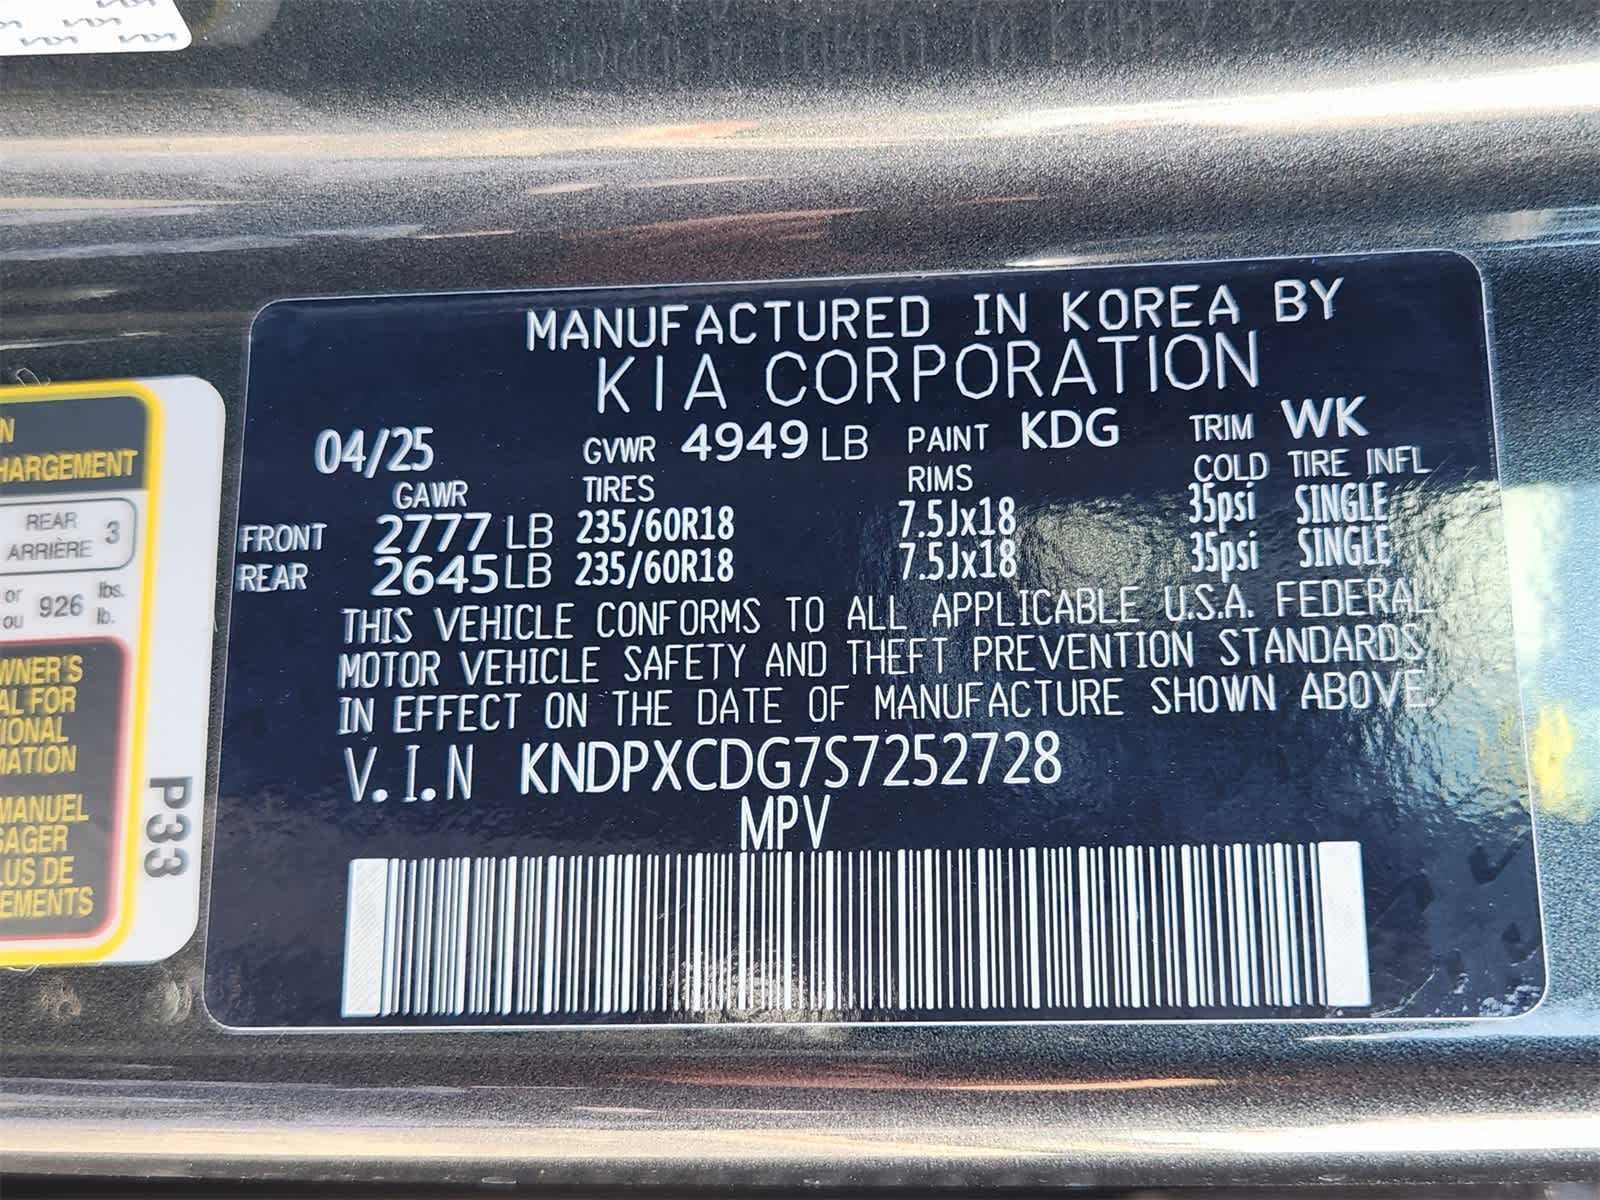 MANUFACTURED IN KOREA BY
KIA CORPORATION
04/25 GVWR 4949 LB PAINT KDG TRIM WK
GAWR TIRES RIMS COLD TIRE INFL
FRONT 2777 LB 235/60R18 7.5Jx18 35psi SINGLE
REAR 2645 LB 235/60R18 7.5Jx18 35psi SINGLE
THIS VEHICLE CONFORMS TO ALL APPLICABLE U.S.A. FEDERAL
MOTOR VEHICLE SAFETY AND THEFT PREVENTION STANDARDS
IN EFFECT ON THE DATE OF MANUFACTURE SHOWN ABOVE
V.I.N KNDPXCDG7S7252728
MPV
N
HARGEMENT
REAR
ARRIÈRE 3
or lbs.
ou 926 lb.
WNER'S
AL FOR
IONAL
MATION
MANUEL
SAGER
LUS DE
EMENTS
P33